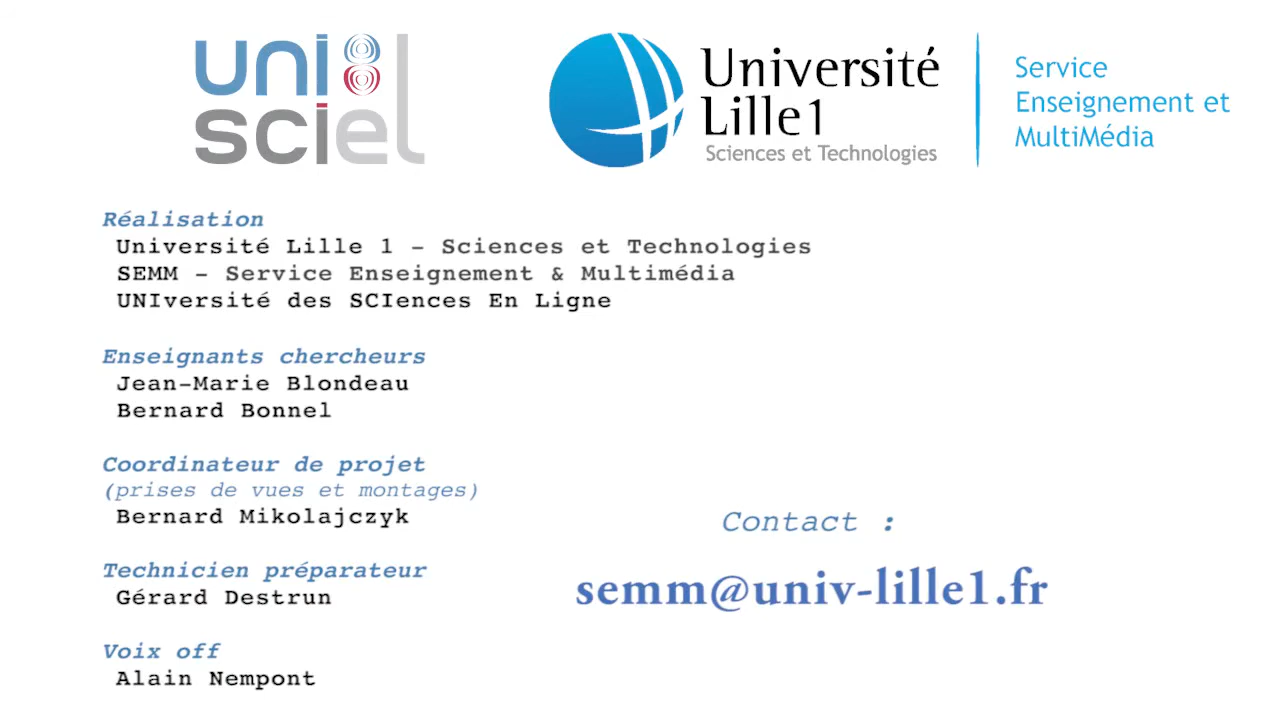 uni
sciel
Université
Lille1
Sciences et Technologies
Service
Enseignement et
MultiMédia
Réalisation
Université Lille 1 - Sciences et Technologies
SEMM - Service Enseignement & Multimédia
UNIversité des SCIences En Ligne
Enseignants chercheurs
Jean-Marie Blondeau
Bernard Bonnel
Coordinateur de projet
(prises de vues et montages)
Bernard Mikolajczyk
Technicien préparateur
Gérard Destrun
Voix off
Alain Nempont
Contact :
semm@univ-lille1.fr